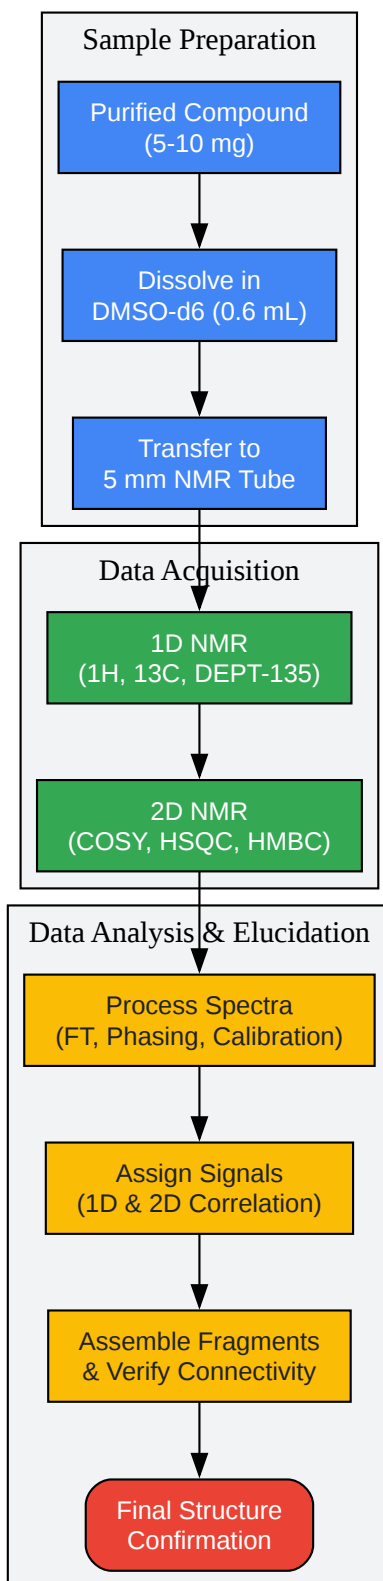 Sample Preparation
Purified Compound
(5-10 mg)
Dissolve in
DMSO-d6 (0.6 mL)
Transfer to
5 mm NMR Tube
Data Acquisition
1D NMR
(1H, 13C, DEPT-135)
2D NMR
(COSY, HSQC, HMBC)
Data Analysis & Elucidation
Process Spectra
(FT, Phasing, Calibration)
Assign Signals
(1D & 2D Correlation)
Assemble Fragments
& Verify Connectivity
Final Structure
Confirmation